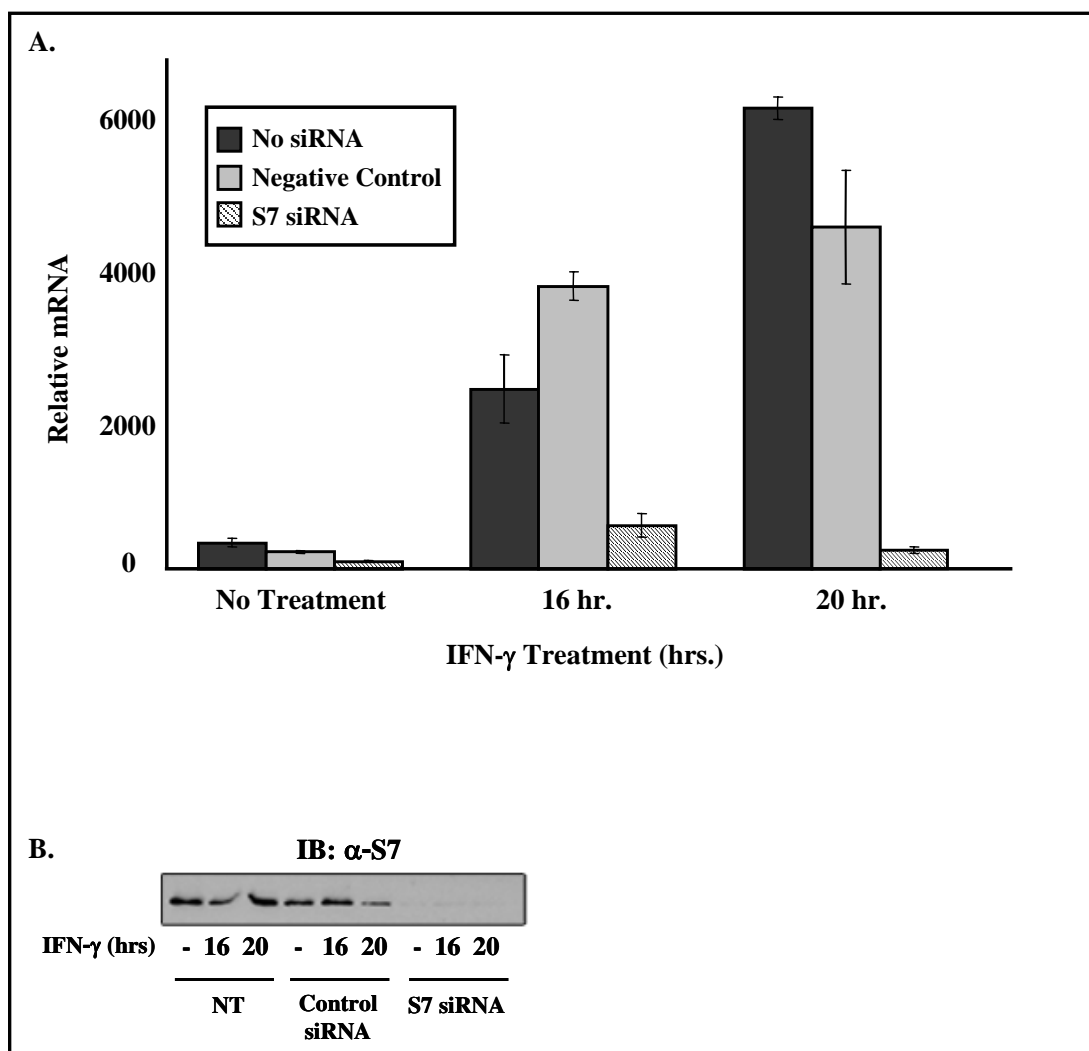 A.
6000
4000
2000
0
Relative mRNA
No siRNA
Negative Control
S7 siRNA
No Treatment 16 hr. 20 hr.
IFN-γ Treatment (hrs.)
B.
IB: α-S7
IFN-γ (hrs) - 16 20 - 16 20 - 16 20
NT Control siRNA S7 siRNA